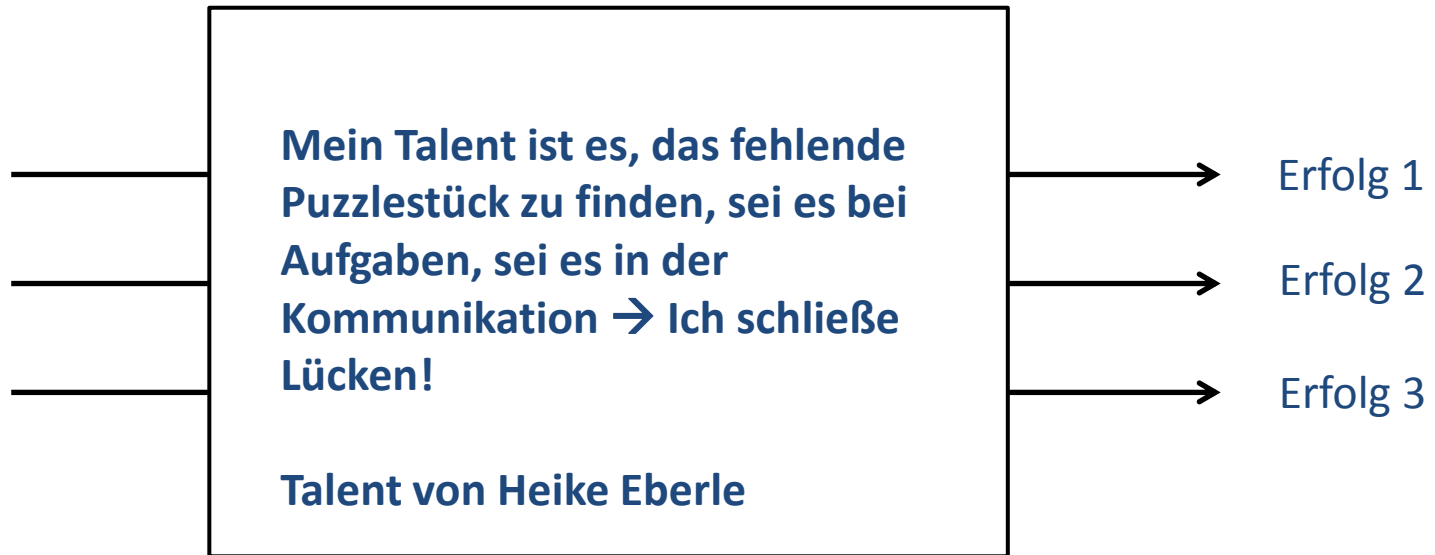 Mein Talent ist es, das fehlende
Puzzlestück zu finden, sei es bei
Aufgaben, sei es in der
Kommunikation → Ich schließe
Lücken!
Talent von Heike Eberle
Erfolg 1
Erfolg 2
Erfolg 3